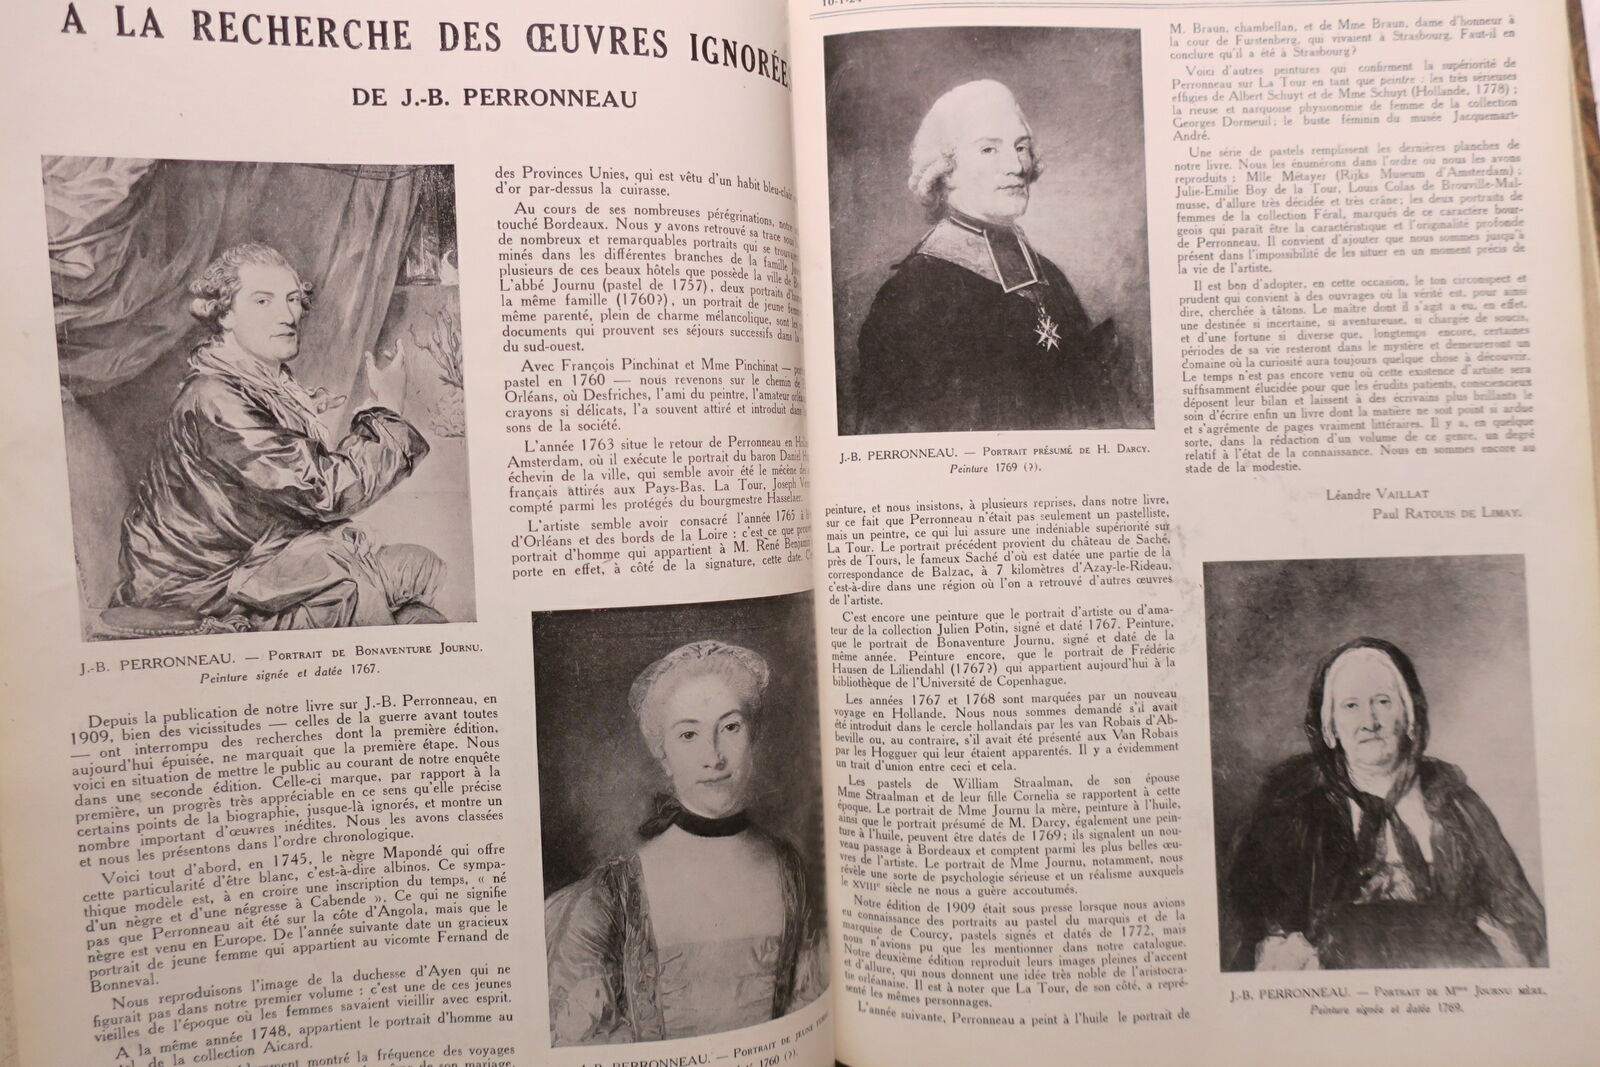 A LA RECHERCHE DES ŒUVRES IGNORÉE
DE J.-B. PERRONNEAU
J.-B. PERRONNEAU. — Portrait de Bonaventure Journu.
Peinture signée et datée 1767.
Depuis la publication de notre livre sur J.-B. Perronneau, en
1909, bien des vicissitudes — celles de la guerre avant toutes
— ont interrompu des recherches dont la première édition,
aujourd'hui épuisée, ne marquait que la première étape. Nous
voici en situation de mettre le public au courant de notre enquête
dans une seconde édition. Celle-ci marque, par rapport à la
première, un progrès très appréciable en ce sens qu'elle précise
certains points de la biographie, jusque-là ignorés, et montre un
nombre important d'œuvres inédites. Nous les avons classées
et nous les présentons dans l'ordre chronologique.
Voici tout d'abord, en 1745, le nègre Mapondé qui offre
cette particularité d'être blanc, c'est-à-dire albinos. Ce sympa-
thique modèle est, à en croire une inscription du temps, « né
d'un nègre et d'une négresse à Cabende ». Ce qui ne signifie
pas que Perronneau ait été sur la côte d'Angola, mais que le
nègre est venu en Europe. De l'année suivante date un gracieux
portrait de jeune femme qui appartient au vicomte Fernand de
Bonneval.
Nous reproduisons l'image de la duchesse d'Ayen qui ne
figurait pas dans notre premier volume : c'est une de ces jeunes
vieilles de l'époque où les femmes savaient vieillir avec esprit.
A la même année 1748, appartient le portrait d'homme au
de la collection Aicard.
montré la fréquence des voyages
de son mariage,
des Provinces Unies, qui est vêtu d'un habit bleu-clair
d'or par-dessus la cuirasse.
Au cours de ses nombreuses pérégrinations, notre
touché Bordeaux. Nous y avons retrouvé sa trace sous
de nombreux et remarquables portraits qui se trouvaient
minés dans les différentes branches de la famille
plusieurs de ces beaux hôtels que possède la ville de
L'abbé Journu (pastel de 1757), deux portraits d'
la même famille (1760?), un portrait de jeune
même parenté, plein de charme mélancolique, sont les
documents qui prouvent ses séjours successifs dans
du sud-ouest.
Avec François Pinchinat et Mme Pinchinat —
pastel en 1760 — nous revenons sur le chemin de
Orléans, où Desfriches, l'ami du peintre, l'amateur
crayons si délicats, l'a souvent attiré et introduit dans
sons de la société.
L'année 1763 situe le retour de Perronneau en
Amsterdam, où il exécute le portrait du baron Daniel
échevin de la ville, qui semble avoir été le mécène des
français attirés aux Pays-Bas. La Tour, Joseph
compté parmi les protégés du bourgmestre Hasselaer.
L'artiste semble avoir consacré l'année 1765 à
d'Orléans et des bords de la Loire : c'est ce que
portrait d'homme qui appartient à M. René Benjamin
porte en effet, à côté de la signature, cette date.
J.-B. PERRONNEAU. — Portrait de jeune
1760 (?).
J.-B. PERRONNEAU. — Portrait présumé de H. Darcy.
Peinture 1769 (?).
peinture, et nous insistons, à plusieurs reprises, dans notre livre,
sur ce fait que Perronneau n'était pas seulement un pastelliste,
mais un peintre, ce qui lui assure une indéniable supériorité sur
La Tour. Le portrait précédent provient du château de Saché,
près de Tours, le fameux Saché d'où est datée une partie de la
correspondance de Balzac, à 7 kilomètres d'Azay-le-Rideau,
c'est-à-dire dans une région où l'on a retrouvé d'autres œuvres
de l'artiste.
C'est encore une peinture que le portrait d'artiste ou d'ama-
teur de la collection Julien Potin, signé et daté 1767. Peinture,
que le portrait de Bonaventure Journu, signé et daté de la
même année. Peinture encore, que le portrait de Frédéric
Hausen de Liliendahl (1767?) qui appartient aujourd'hui à la
bibliothèque de l'Université de Copenhague.
Les années 1767 et 1768 sont marquées par un nouveau
voyage en Hollande. Nous nous sommes demandé s'il avait
été introduit dans le cercle hollandais par les van Robais d'Ab-
beville ou, au contraire, s'il avait été présenté aux Van Robais
par les Hogguer qui leur étaient apparentés. Il y a évidemment
un trait d'union entre ceci et cela.
Les pastels de William Straalman, de son épouse
Mme Straalman et de leur fille Cornelia se rapportent à cette
époque. Le portrait de Mme Journu la mère, peinture à l'huile,
ainsi que le portrait présumé de M. Darcy, également une pein-
ture à l'huile, peuvent être datés de 1769; ils signalent un nou-
veau passage à Bordeaux et comptent parmi les plus belles œu-
vres de l'artiste. Le portrait de Mme Journu, notamment, nous
révèle une sorte de psychologie sérieuse et un réalisme auxquels
le XVIIIe siècle ne nous a guère accoutumés.
Notre édition de 1909 était sous presse lorsque nous avions
eu connaissance des portraits au pastel du marquis et de la
marquise de Courcy, pastels signés et datés de 1772, mais
nous n'avions pu que les mentionner dans notre catalogue.
Notre deuxième édition reproduit leurs images pleines d'accent
et d'allure, qui nous donnent une idée très noble de l'aristocra-
tie orléanaise. Il est à noter que La Tour, de son côté, a repré-
senté les mêmes personnages.
L'année suivante, Perronneau a peint à l'huile le portrait de
M. Braun, chambellan, et de Mme Braun, dame d'honneur à
la cour de Furstenberg, qui vivaient à Strasbourg. Faut-il en
conclure qu'il a été à Strasbourg?
Voici d'autres peintures qui confirment la supériorité de
Perronneau sur La Tour en tant que peintre : les très sérieuses
effigies de Albert Schuyt et de Mme Schuyt (Hollande, 1778) ;
la rieuse et narquoise physionomie de femme de la collection
Georges Dormeuil; le buste féminin du musée Jacquemart-
André.
Une série de pastels remplissent les dernières planches de
notre livre. Nous les énumérons dans l'ordre où nous les avons
reproduits : Mlle Métayer (Rijks Museum d'Amsterdam) ;
Julie-Emilie Boy de la Tour, Louis Colas de Brouville-Mal-
musse, d'allure très décidée et très crâne; les deux portraits de
femmes de la collection Féral, marqués de ce caractère bour-
geois qui paraît être la caractéristique et l'originalité profonde
de Perronneau. Il convient d'ajouter que nous sommes jusqu'à
présent dans l'impossibilité de les situer en un moment précis de
la vie de l'artiste.
Il est bon d'adopter, en cette occasion, le ton circonspect et
prudent qui convient à des ouvrages où la vérité est, pour ainsi
dire, cherchée à tâtons. Le maître dont il s'agit a eu, en effet,
une destinée si incertaine, si aventureuse, si chargée de soucis,
et d'une fortune si diverse que, longtemps encore, certaines
périodes de sa vie resteront dans le mystère et demeureront un
domaine où la curiosité aura toujours quelque chose à découvrir.
Le temps n'est pas encore venu où cette existence d'artiste sera
suffisamment élucidée pour que les érudits patients, consciencieux
déposent leur bilan et laissent à des écrivains plus brillants le
soin d'écrire enfin un livre dont la matière ne soit point si ardue
et s'agrémente de pages vraiment littéraires. Il y a, en quelque
sorte, dans la rédaction d'un volume de ce genre, un degré
relatif à l'état de la connaissance. Nous en sommes encore au
stade de la modestie.
Léandre VAILLAT
Paul RATOUIS DE LIMAY.
J.-B. PERRONNEAU. — Portrait de Mme Journu mère.
Peinture signée et datée 1769.